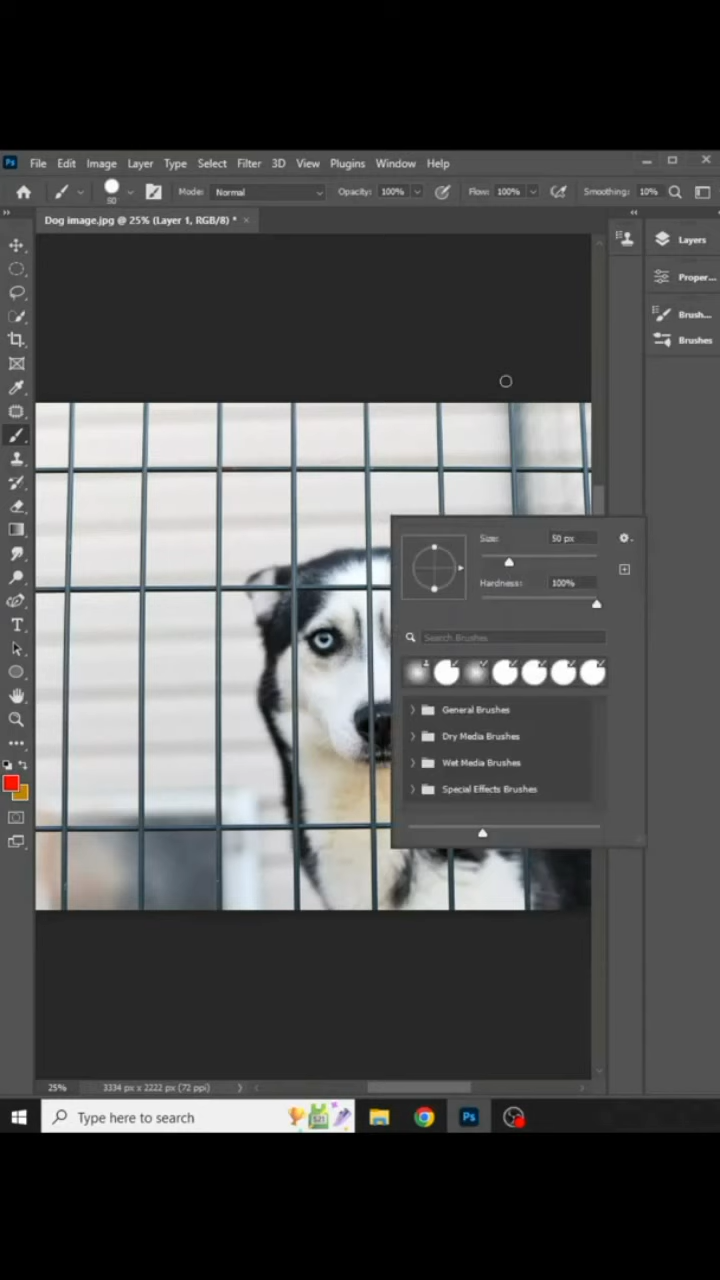 Ps File Edit Image Layer Type Select Filter 3D View Plugins Window Help
50 Mode: Normal Opacity: 100% Flow: 100% Smoothing: 10%
Dog image.jpg @ 25% (Layer 1, RGB/8) * ×
Layers
Proper...
Brush...
Brushes
Size: 50 px
Hardness: 100%
Search Brushes
General Brushes
Dry Media Brushes
Wet Media Brushes
Special Effects Brushes
T
25% 3334 px x 2222 px (72 ppi)
Type here to search
Ps